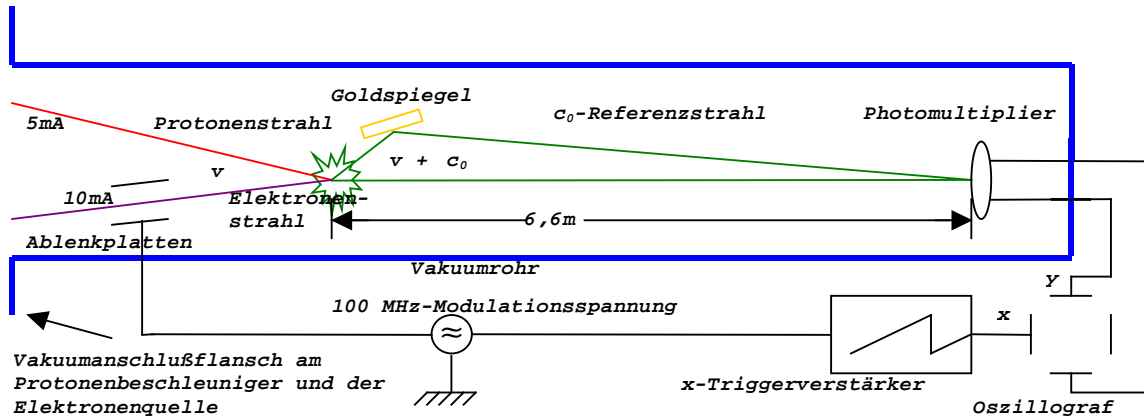 Goldspiegel
c₀-Referenzstrahl
Photomultiplier
5mA
Protonenstrahl
v
v + c₀
10mA
Elektronen-
strahl
6,6m
Ablenkplatten
Vakuumrohr
y
100 MHz-Modulationsspannung
x
≈
Vakuumanschlußflansch am
Protonenbeschleuniger und der
Elektronenquelle
x-Triggerverstärker
Oszillograf